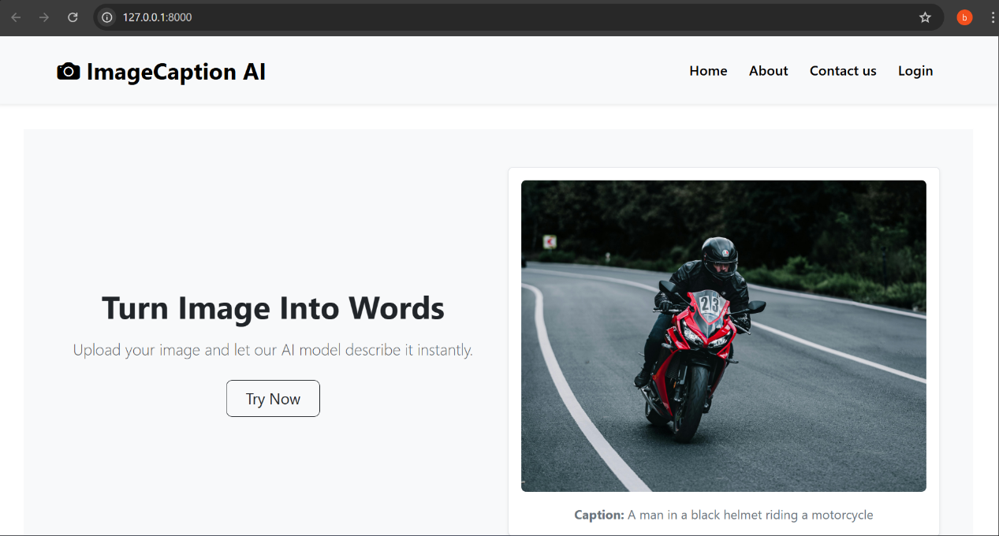 127.0.0.1:8000
b
ImageCaption AI
Home About Contact us Login
Turn Image Into Words
Upload your image and let our AI model describe it instantly.
Try Now
23
Caption: A man in a black helmet riding a motorcycle